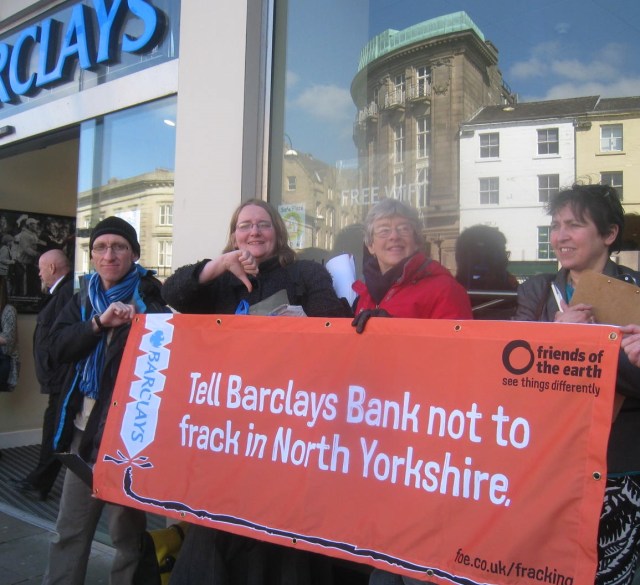 BARCLAYS
FREE WiFi
BARCLAYS
friends of
the earth
see things differently
Tell Barclays Bank not to
frack in North Yorkshire.
foe.co.uk/fracking